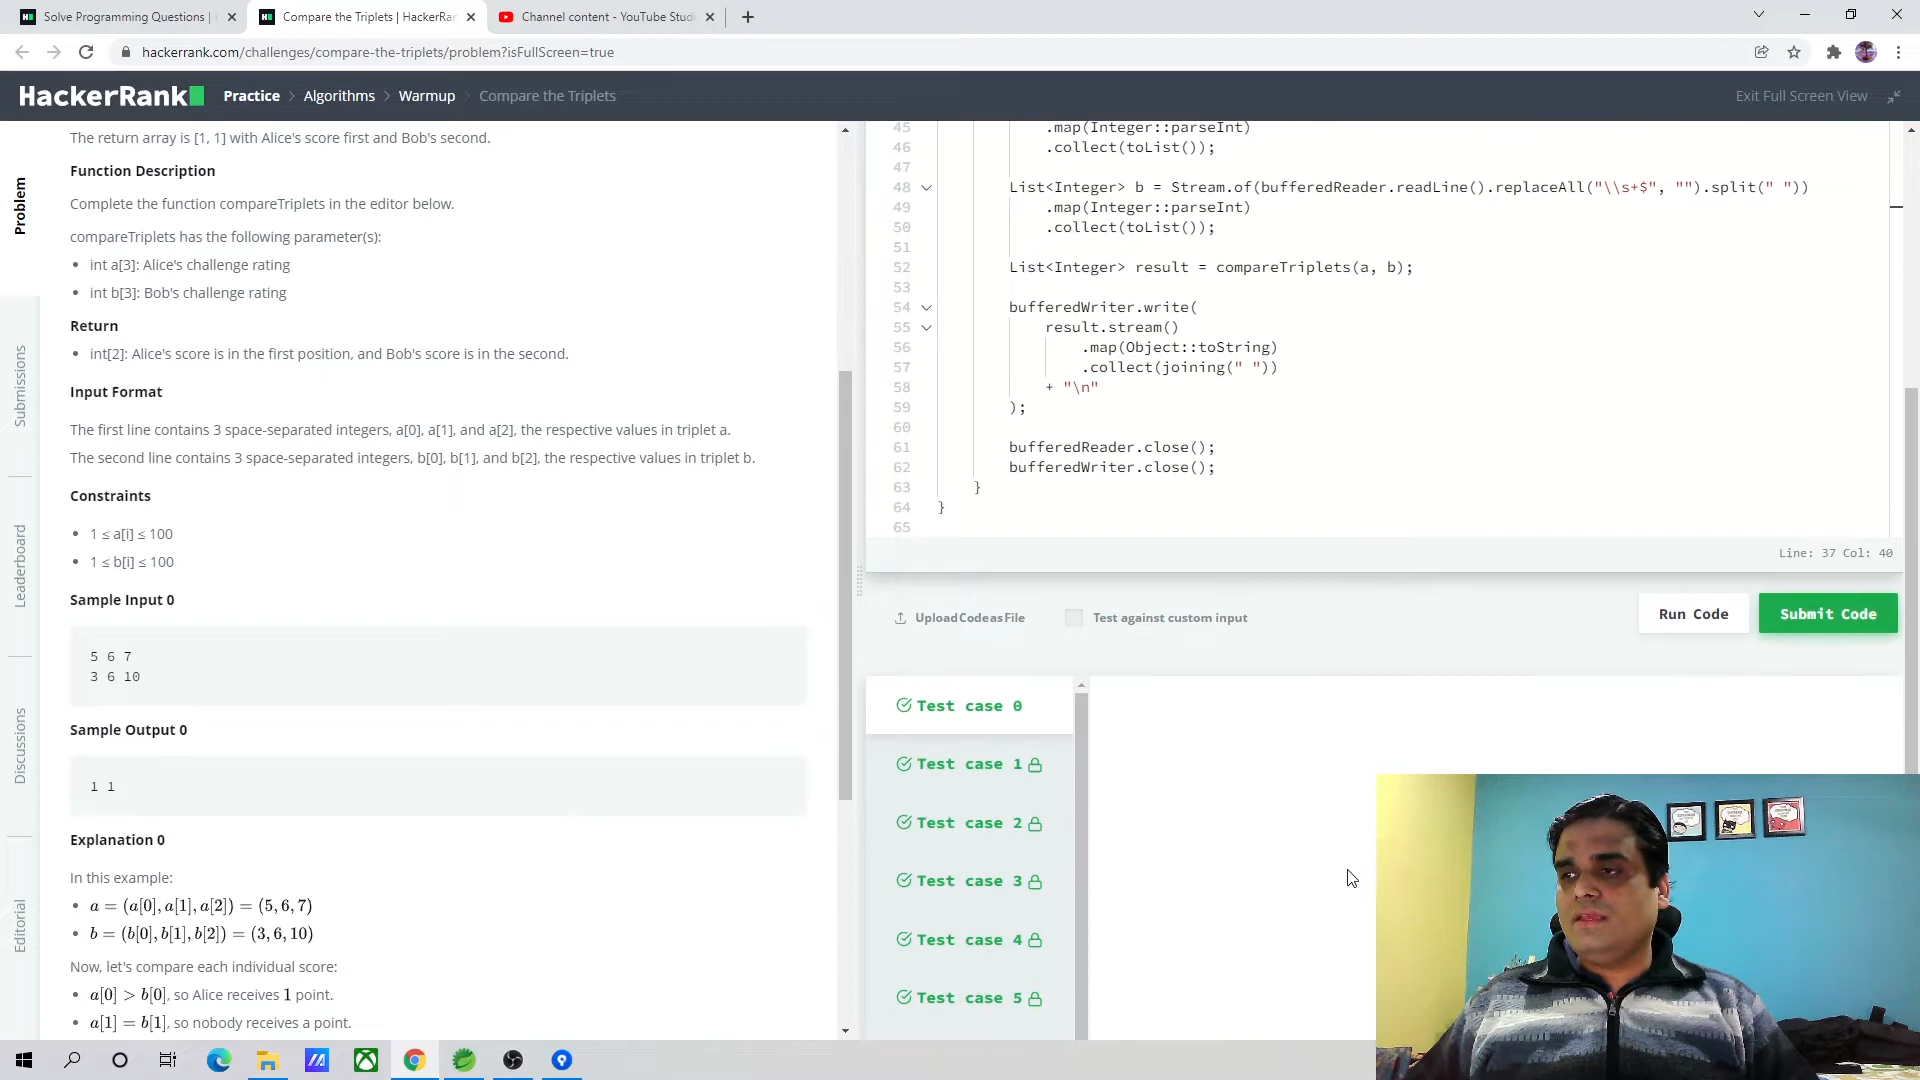 Solve Programming Questions |
Compare the Triplets | HackerRan
Channel content - YouTube Studi
hackerrank.com/challenges/compare-the-triplets/problem?isFullScreen=true
HackerRank
Practice > Algorithms > Warmup > Compare the Triplets
Exit Full Screen View
Problem
Submissions
Leaderboard
Discussions
Editorial
The return array is [1, 1] with Alice's score first and Bob's second.
Function Description
Complete the function compareTriplets in the editor below.
compareTriplets has the following parameter(s):
• int a[3]: Alice's challenge rating
• int b[3]: Bob's challenge rating
Return
• int[2]: Alice's score is in the first position, and Bob's score is in the second.
Input Format
The first line contains 3 space-separated integers, a[0], a[1], and a[2], the respective values in triplet a.
The second line contains 3 space-separated integers, b[0], b[1], and b[2], the respective values in triplet b.
Constraints
• 1 ≤ a[i] ≤ 100
• 1 ≤ b[i] ≤ 100
Sample Input 0
5 6 7
3 6 10
Sample Output 0
1 1
Explanation 0
In this example:
• a = (a[0], a[1], a[2]) = (5, 6, 7)
• b = (b[0], b[1], b[2]) = (3, 6, 10)
Now, let's compare each individual score:
• a[0] > b[0], so Alice receives 1 point.
• a[1] = b[1], so nobody receives a point.
45 .map(Integer::parseInt)
46 .collect(toList());
47
48 List<Integer> b = Stream.of(bufferedReader.readLine().replaceAll("\\s+$", "").split(" "))
49 .map(Integer::parseInt)
50 .collect(toList());
51
52 List<Integer> result = compareTriplets(a, b);
53
54 bufferedWriter.write(
55 result.stream()
56 .map(Object::toString)
57 .collect(joining(" "))
58 + "\n"
59 );
60
61 bufferedReader.close();
62 bufferedWriter.close();
63 }
64 }
65
Line: 37 Col: 40
Upload Code as File
Test against custom input
Run Code
Submit Code
Test case 0
Test case 1
Test case 2
Test case 3
Test case 4
Test case 5